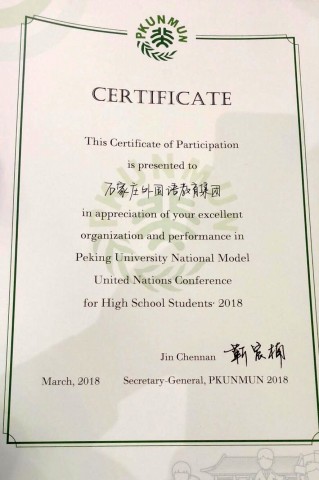 PKUNMUN
CERTIFICATE
This Certificate of Participation
is presented to
石家庄外国语教育集团
in appreciation of your excellent
organization and performance in
Peking University National Model
United Nations Conference
for High School Students· 2018
Jin Chennan 靳宸楠
March, 2018 Secretary-General, PKUNMUN 2018